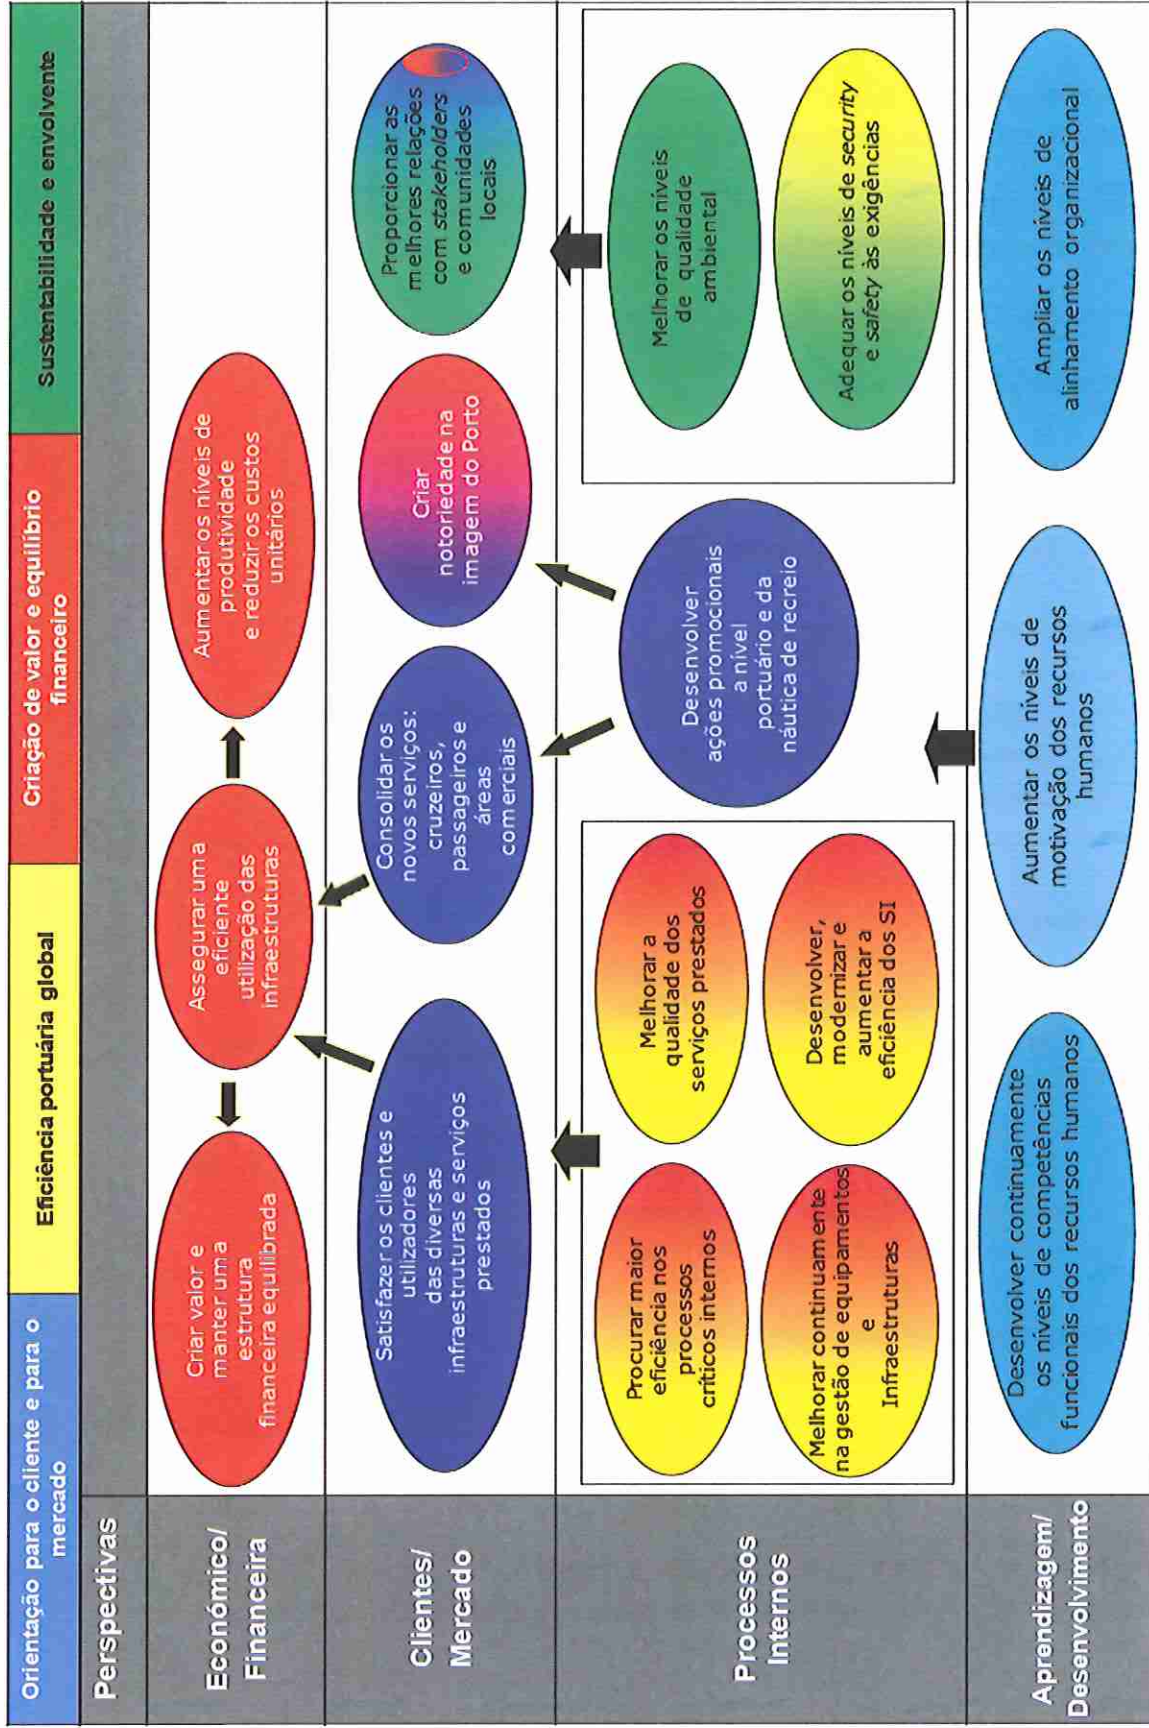 Orientação para o cliente e para o
mercado
Eficiência portuária global
Criação de valor e equilíbrio
financeiro
Sustentabilidade e envolvente
Perspectivas
Económico/
Financeira
Criar valor e
manter uma
estrutura
financeira equilibrada
Assegurar uma
eficiente
utilização das
infraestruturas
Aumentar os níveis de
produtividade
e reduzir os custos
unitários
Clientes/
Mercado
Satisfazer os clientes e
utilizadores
das diversas
infraestruturas e serviços
prestados
Consolidar os
novos serviços:
cruzeiros,
passageiros e
áreas
comerciais
Criar
notoriedade na
imagem do Porto
Proporcionar as
melhores relações
com stakeholders
e comunidades
locais
Processos
Internos
Procurar maior
eficiência nos
processos
críticos internos
Melhorar a
qualidade dos
serviços prestados
Melhorar continuamente
na gestão de equipamentos
e
Infraestruturas
Desenvolver,
modernizar e
aumentar a
eficiência dos SI
Desenvolver
ações promocionais
a nível
portuário e da
náutica de recreio
Melhorar os níveis
de qualidade
ambiental
Adequar os níveis de security
e safety às exigências
Aprendizagem/
Desenvolvimento
Desenvolver continuamente
os níveis de competências
funcionais dos recursos humanos
Aumentar os níveis de
motivação dos recursos
humanos
Ampliar os níveis de
alinhamento organizacional